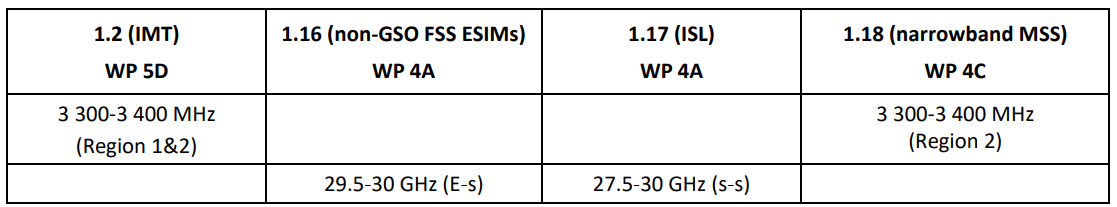 1.2 (IMT)
WP 5D
1.16 (non-GSO FSS ESIMs)
WP 4A
1.17 (ISL)
WP 4A
1.18 (narrowband MSS)
WP 4C
3 300-3 400 MHz
(Region 1&2)
3 300-3 400 MHz
(Region 2)
29.5-30 GHz (E-s)
27.5-30 GHz (s-s)